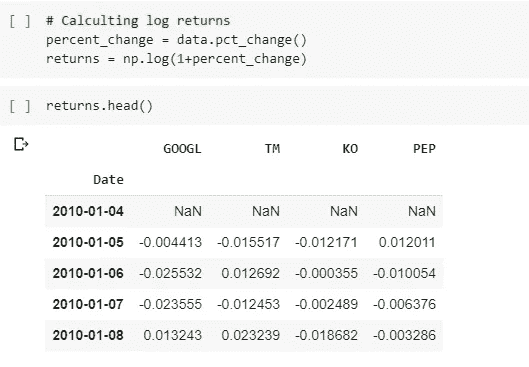 [ ] # Calcultting log returns
percent_change = data.pct_change()
returns = np.log(1+percent_change)
[ ] returns.head()
GOOGL TM KO PEP
Date
2010-01-04 NaN NaN NaN NaN
2010-01-05 -0.004413 -0.015517 -0.012171 0.012011
2010-01-06 -0.025532 0.012692 -0.000355 -0.010054
2010-01-07 -0.023555 -0.012453 -0.002489 -0.006376
2010-01-08 0.013243 0.023239 -0.018682 -0.003286